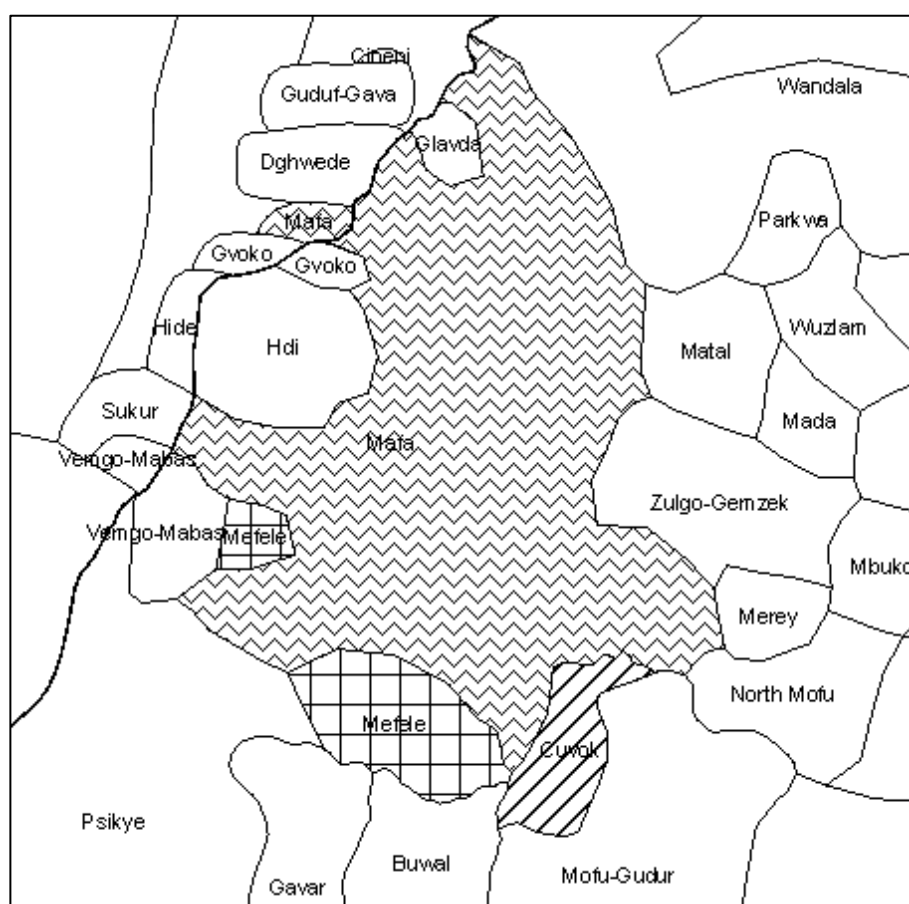 Cineni
Guduf-Gava
Wandala
Glavda
Dghwede
Mafa
Parkwa
Gvoko
Gvoko
Hide
Hdi
Matal
Wuzlam
Sukur
Mada
Mafa
Vemgo-Mabas
Zulgo-Gemzek
Vemgo-Mabas
Mefele
Mbuko
Merey
North Mofu
Mefele
Cuvok
Psikye
Buwal
Mofu-Gudur
Gavar